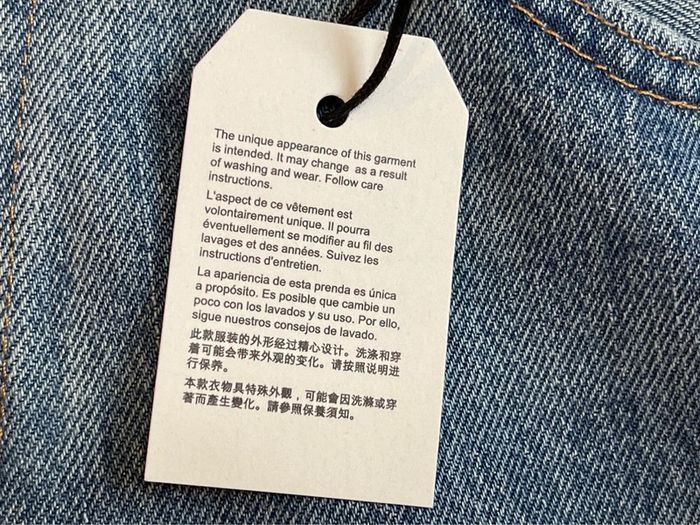 The unique appearance of this garment
is intended. It may change as a result
of washing and wear. Follow care
instructions.
L'aspect de ce vêtement est
volontairement unique. Il pourra
éventuellement se modifier au fil des
lavages et des années. Suivez les
instructions d'entretien.
La apariencia de esta prenda es única
a propósito. Es posible que cambie un
poco con los lavados y su uso. Por ello,
sigue nuestros consejos de lavado.
此款服装的外形经过精心设计。洗涤和穿
着可能会带来外观的变化。请按照说明进
行保养。
本款衣物具特殊外觀，可能會因洗滌或穿
著而產生變化。請參照保養須知。